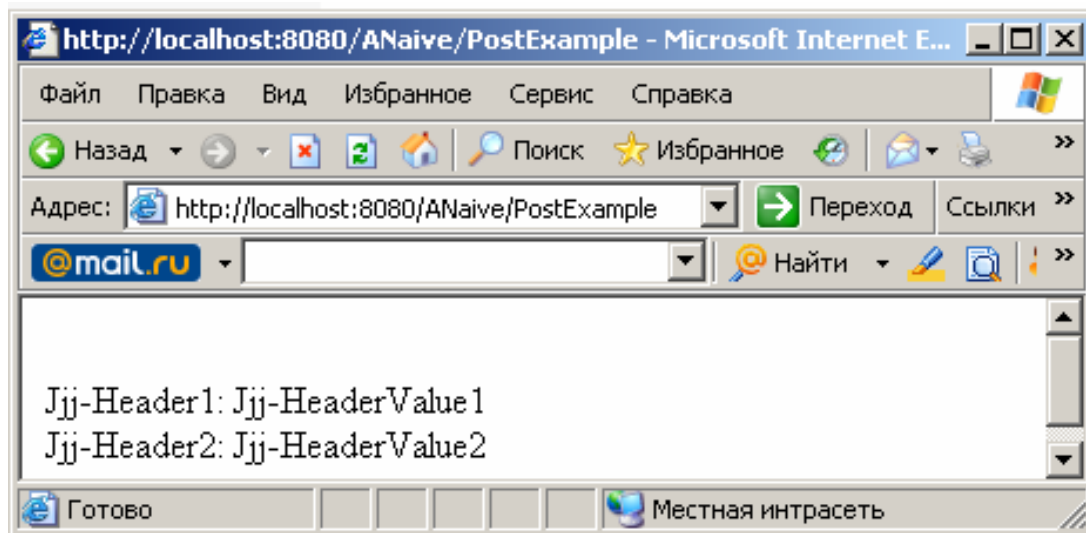 http://localhost:8080/ANaive/PostExample - Microsoft Internet E...
Файл Правка Вид Избранное Сервис Справка
Назад Поиск Избранное »
Адрес: http://localhost:8080/ANaive/PostExample Переход Ссылки »
@mail.ru Найти »
Jjj-Header1: Jjj-HeaderValue1
Jjj-Header2: Jjj-HeaderValue2
Готово Местная интрасеть